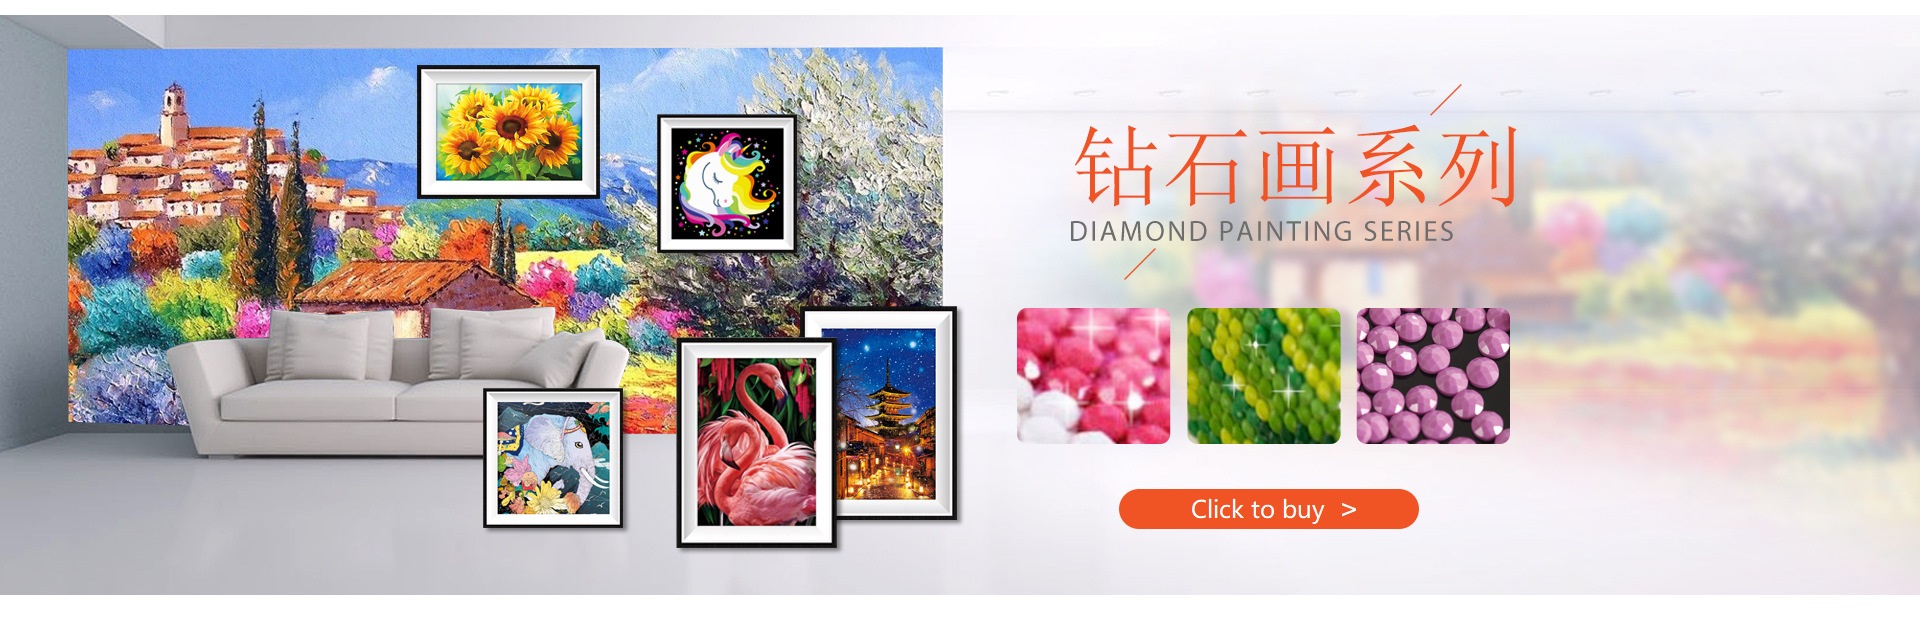 钻石画系列
DIAMOND PAINTING SERIES
Click to buy >